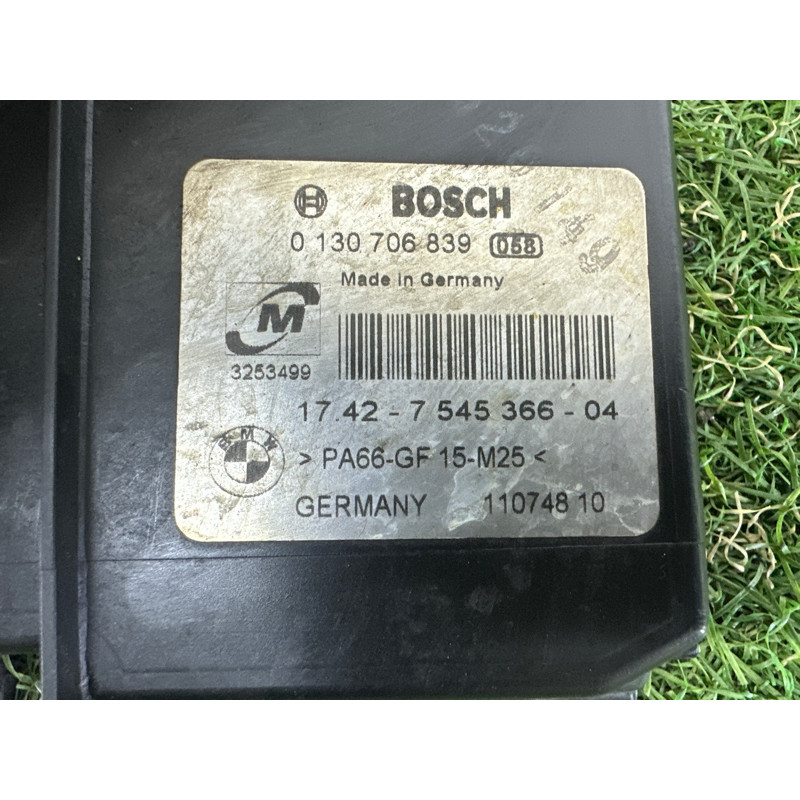 BOSCH
0 130 706 839 058
Made in Germany
M
3253499
17.42 - 7 545 366 - 04
BMW
> PA66-GF 15-M25 <
GERMANY 110748 10